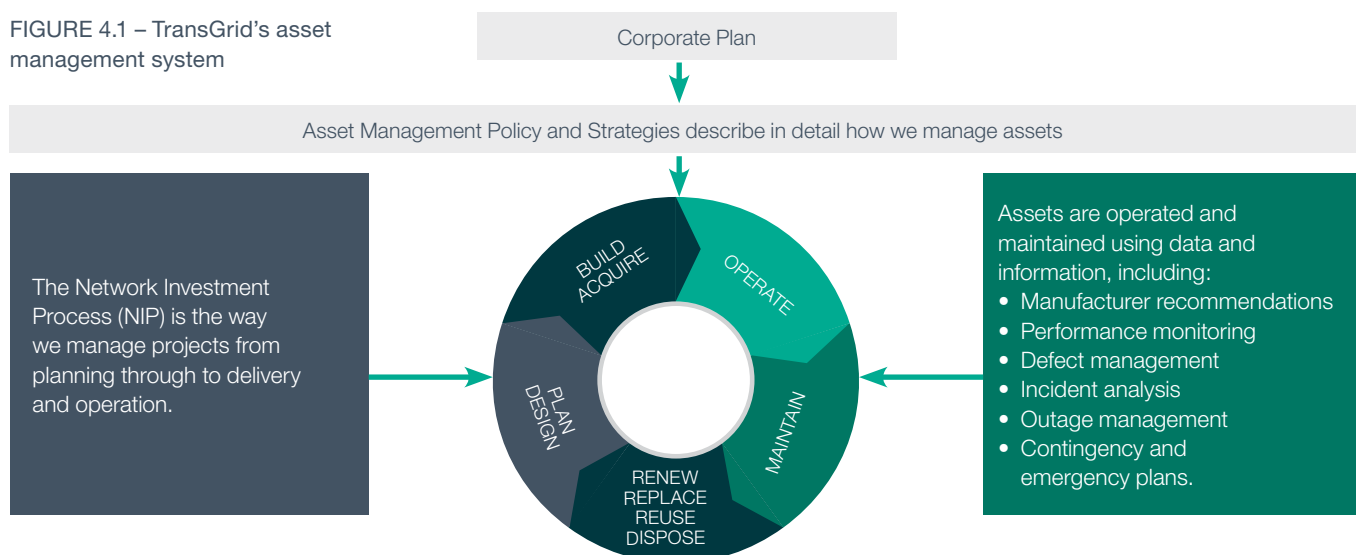 FIGURE 4.1 – TransGrid's asset
management system
Corporate Plan
Asset Management Policy and Strategies describe in detail how we manage assets
The Network Investment
Process (NIP) is the way
we manage projects from
planning through to delivery
and operation.
BUILD
ACQUIRE
OPERATE
MAINTAIN
RENEW
REPLACE
REUSE
DISPOSE
PLAN
DESIGN
Assets are operated and
maintained using data and
information, including:
• Manufacturer recommendations
• Performance monitoring
• Defect management
• Incident analysis
• Outage management
• Contingency and
emergency plans.